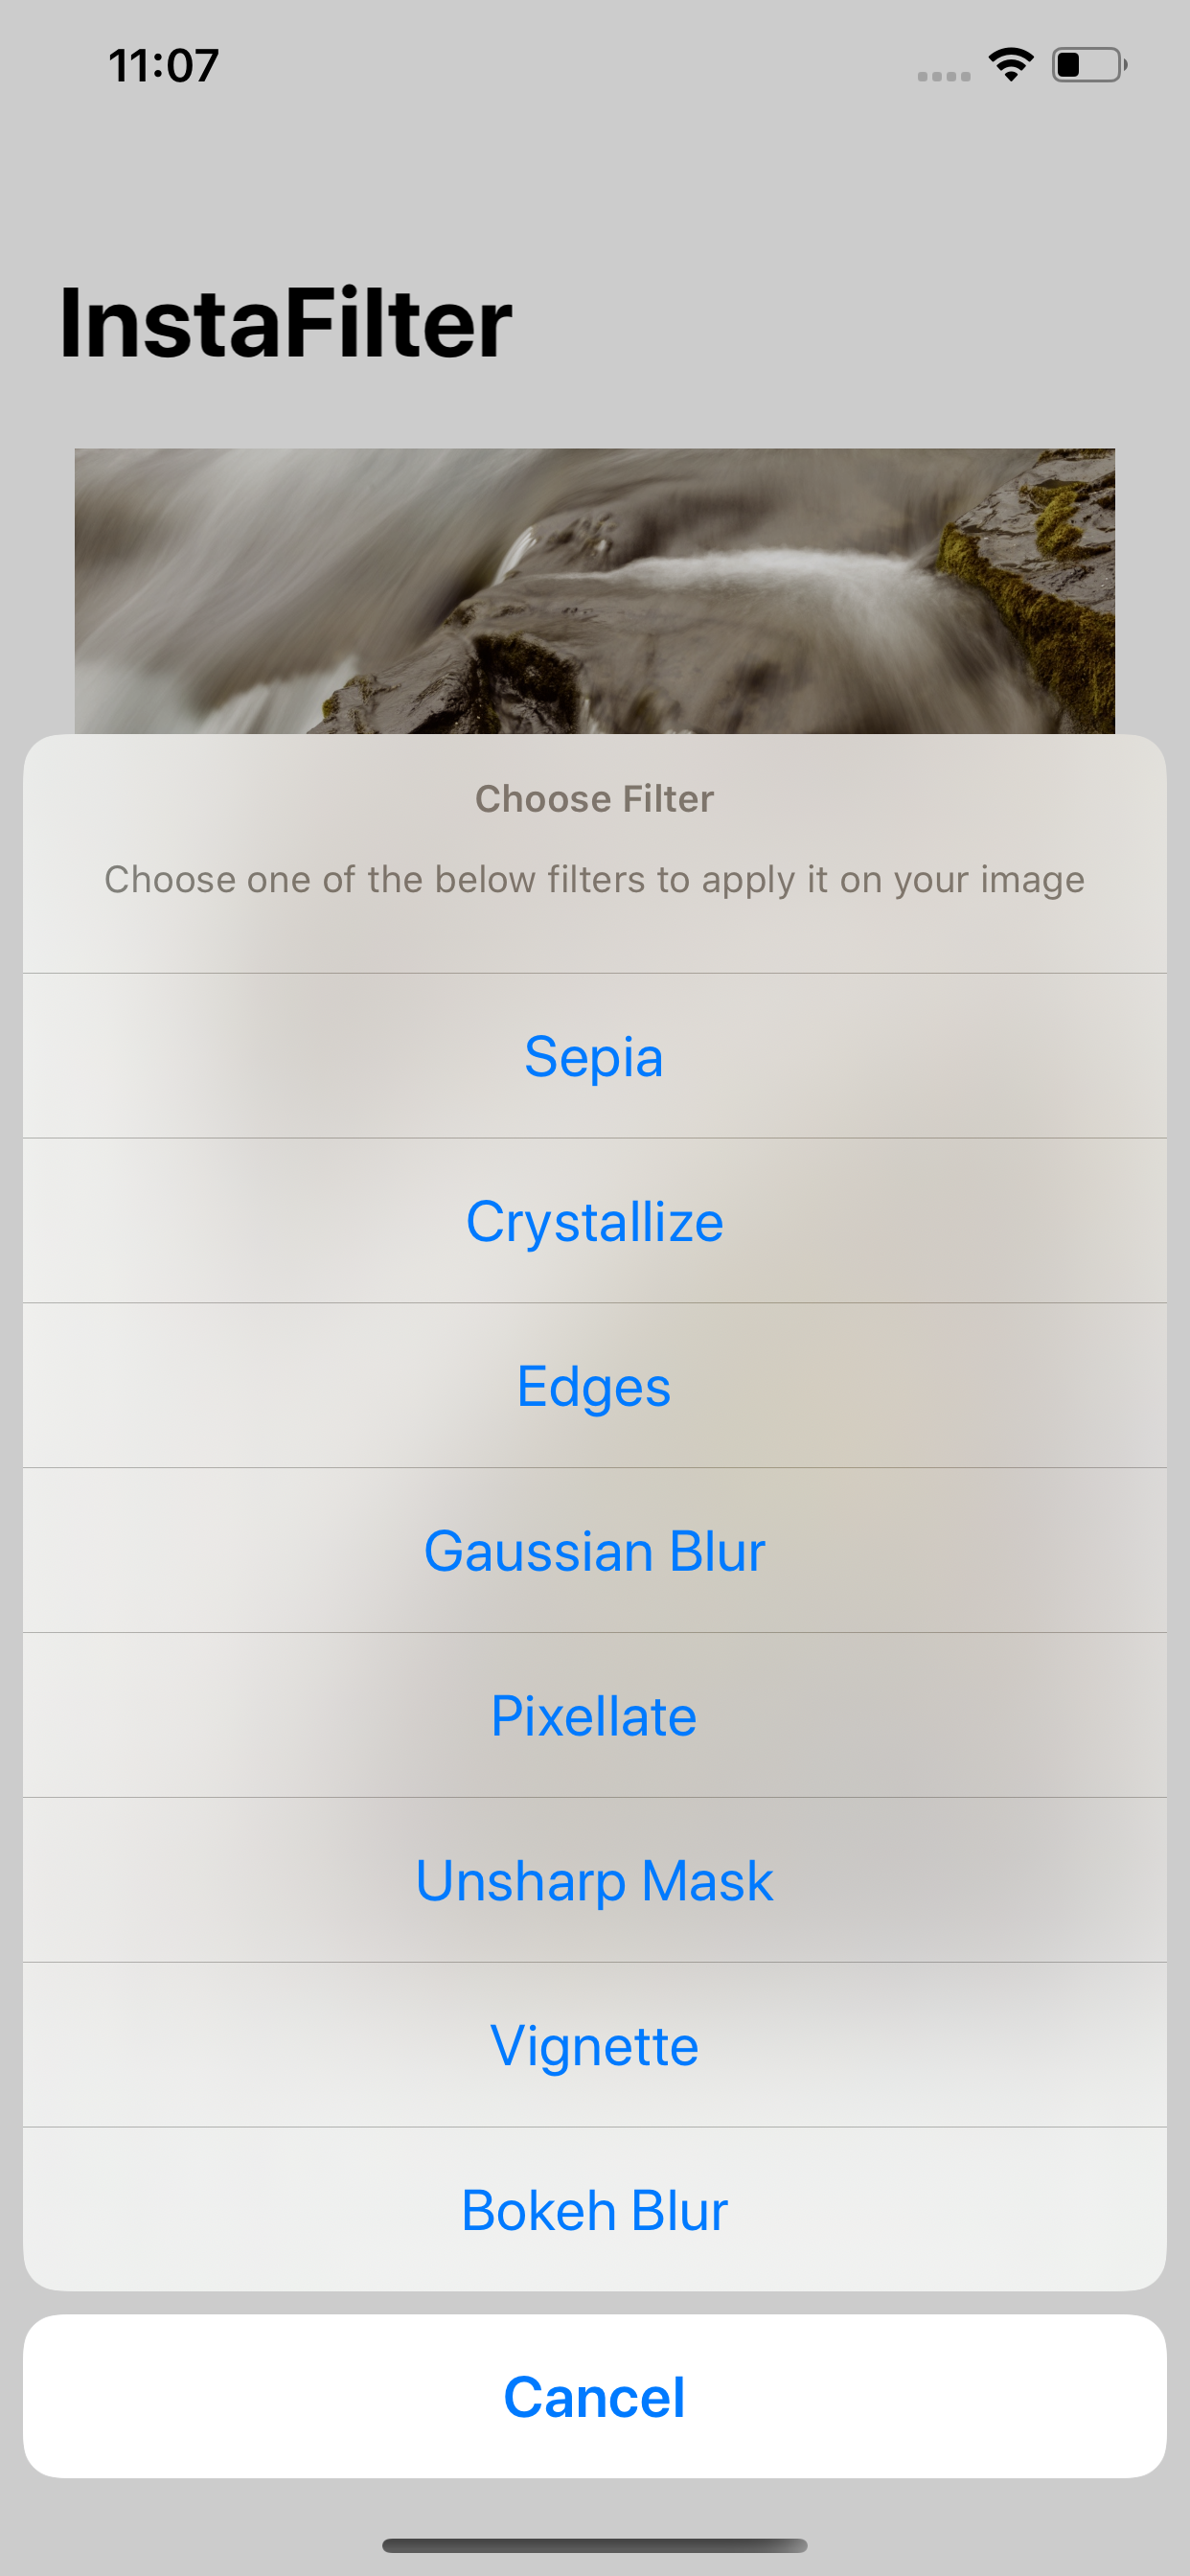 11:07
InstaFilter
Choose Filter
Choose one of the below filters to apply it on your image
Sepia
Crystallize
Edges
Gaussian Blur
Pixellate
Unsharp Mask
Vignette
Bokeh Blur
Cancel